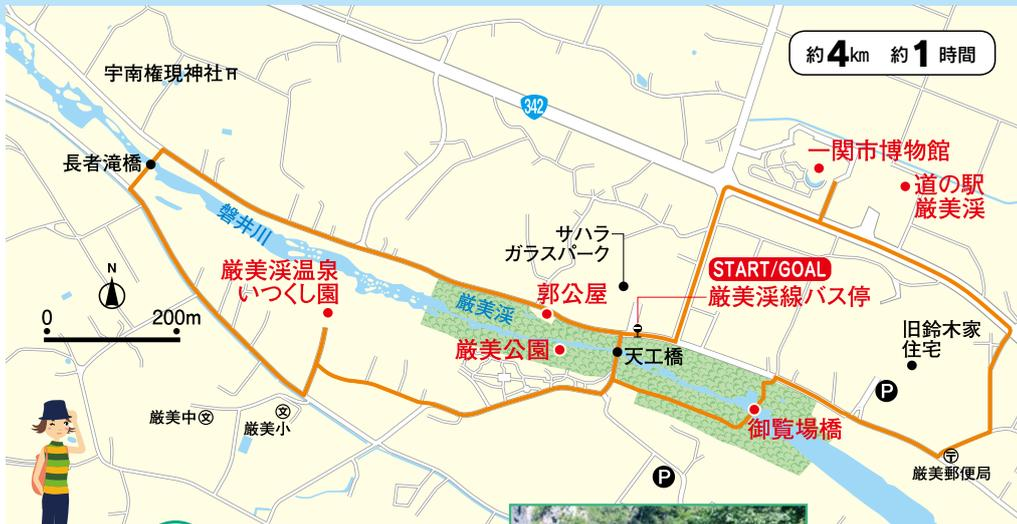 約4km 約1時間
宇南権現神社
342
長者滝橋
一関市博物館
道の駅
厳美渓
磐井川
サハラ
ガラスパーク
START/GOAL
厳美渓線バス停
厳美渓温泉
いつくし園
N
0 200m
厳美渓
郭公屋
厳美公園
天工橋
旧鈴木家
住宅
P
御覧場橋
厳美中文
文
厳美小
〒
厳美郵便局
P